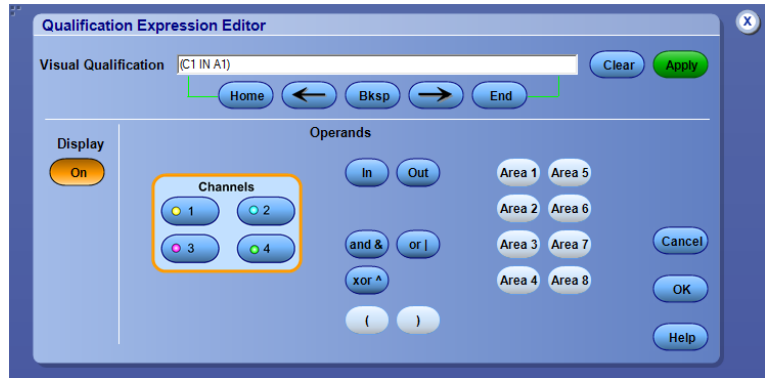 Qualification Expression Editor
X
Visual Qualification (C1 IN A1) Clear Apply
Home Bksp End
Display Operands
On In Out Area 1 Area 5
Channels
1 2 Area 2 Area 6
3 4 and & or | Area 3 Area 7 Cancel
xor ^ Area 4 Area 8 OK
( )
Help